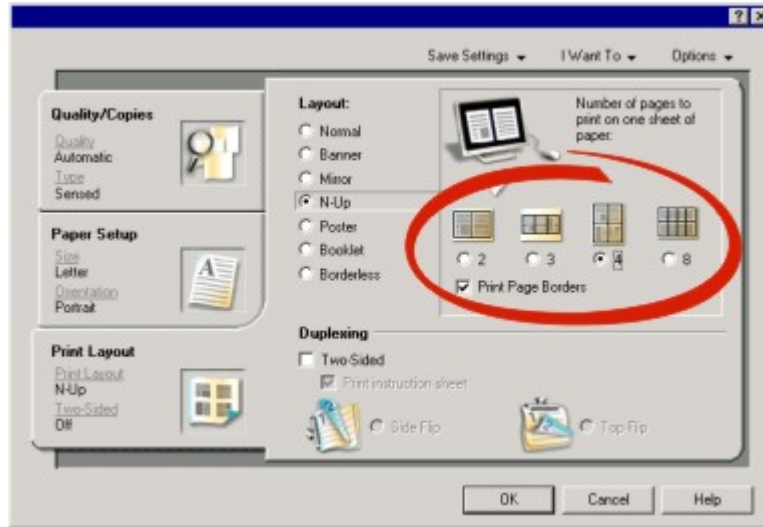 Save Settings
I Want To
Options
Quality/Copies
Quality
Automatic
Type
Sensed
Paper Setup
Size
Letter
Orientation
Portrait
Print Layout
Print Layout
N-Up
Two-Sided
Off
Layout:
Normal
Banner
Mirror
N-Up
Poster
Booklet
Borderless
Number of pages to
print on one sheet of
paper:
2 3 4 8
Print Page Borders
Duplexing
Two-Sided
Print instruction sheet
Side Flip
Top Flip
OK Cancel Help